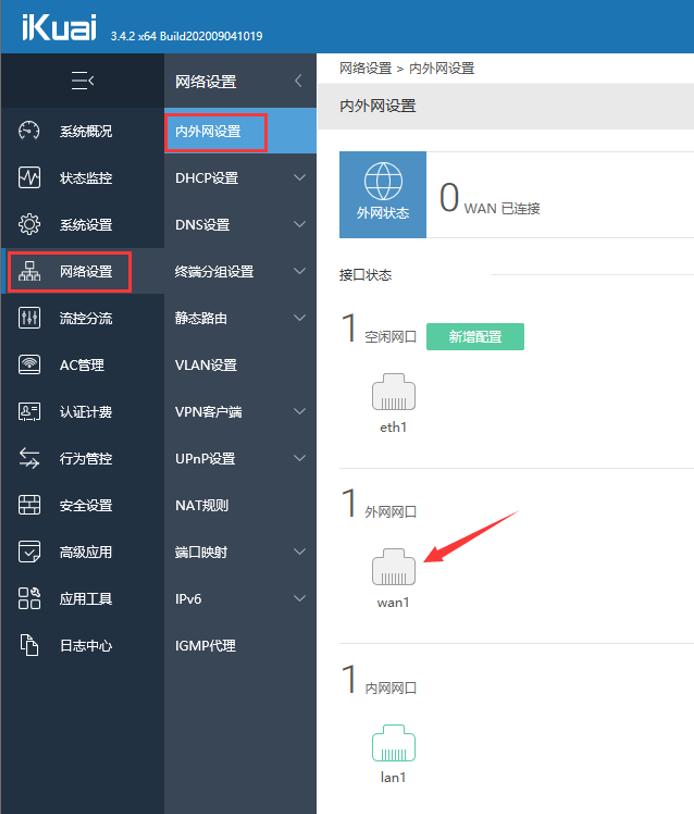 iKuai 3.4.2 x64 Build202009041019
系统概况
状态监控
系统设置
网络设置
流控分流
AC管理
认证计费
行为管控
安全设置
高级应用
应用工具
日志中心
网络设置
内外网设置
DHCP设置
DNS设置
终端分组设置
静态路由
VLAN设置
VPN客户端
UPnP设置
NAT规则
端口映射
IPv6
IGMP代理
网络设置 > 内外网设置
内外网设置
外网状态
0 WAN 已连接
接口状态
1 空闲网口 新增配置
eth1
1 外网网口
wan1
1 内网网口
lan1